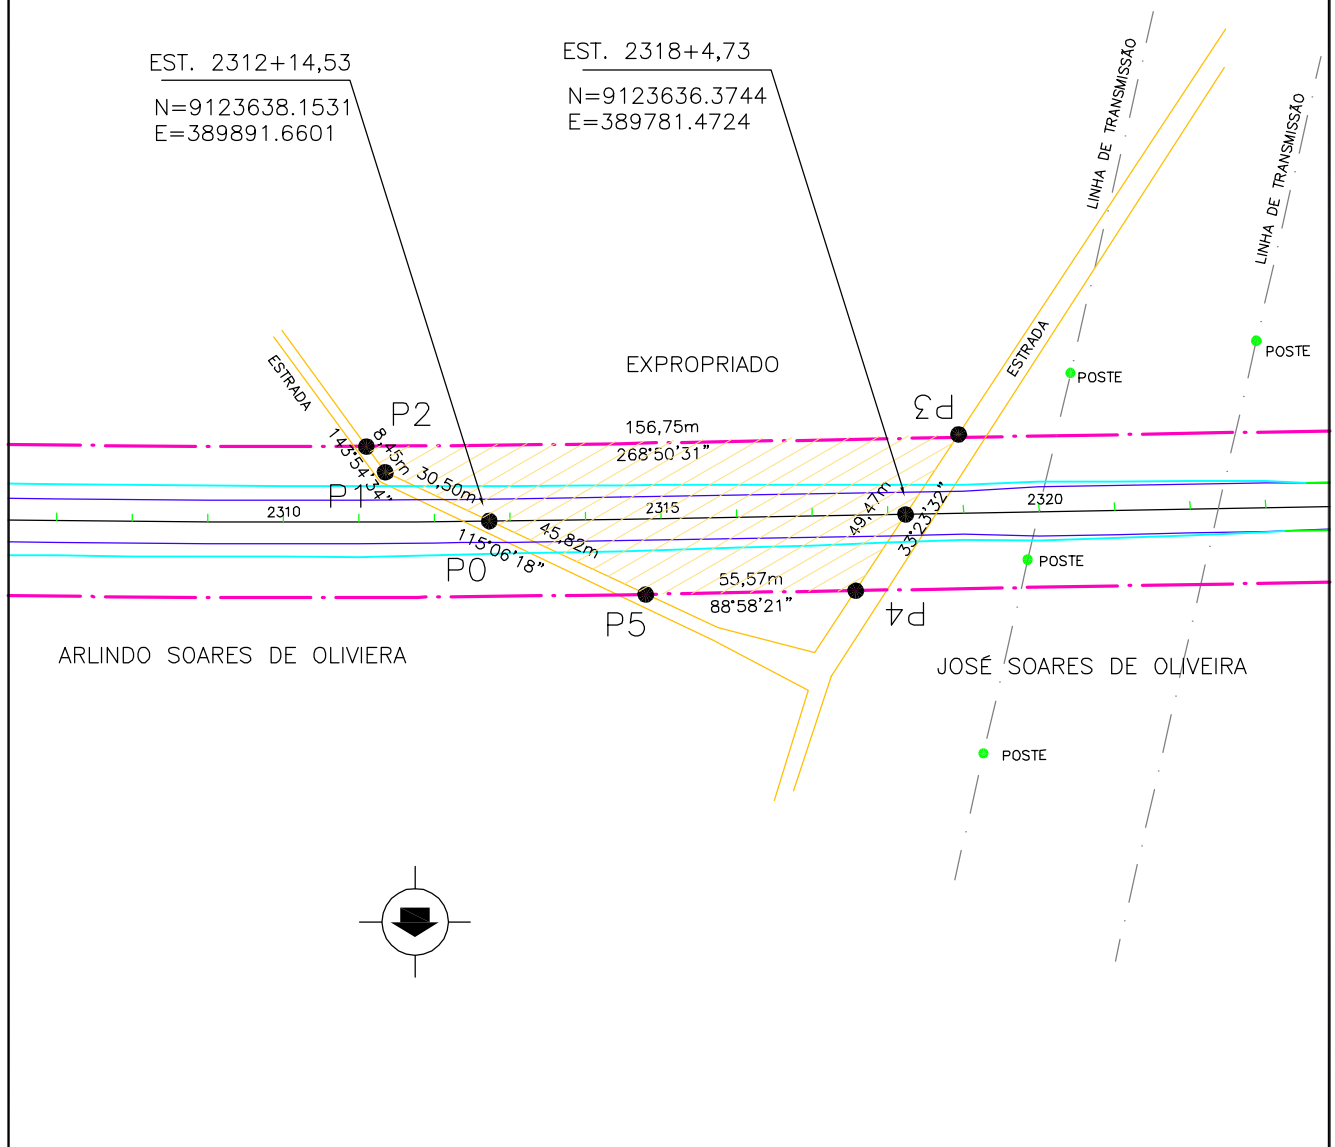 EST. 2312+14,53
N=9123638.1531
E=389891.6601
EST. 2318+4,73
N=9123636.3744
E=389781.4724
LINHA DE TRANSMISSÃO
LINHA DE TRANSMISSÃO
ESTRADA
EXPROPRIADO
ESTRADA
POSTE
POSTE
P2
P3
156,75m
268°50'31"
8,45m
143°54'34"
P1
30,50m
2310
2315
2320
49,47m
33°23'32"
45,82m
115°06'18"
P0
POSTE
55,57m
88°58'21"
P5
P4
ARLINDO SOARES DE OLIVIERA
JOSÉ SOARES DE OLIVEIRA
POSTE